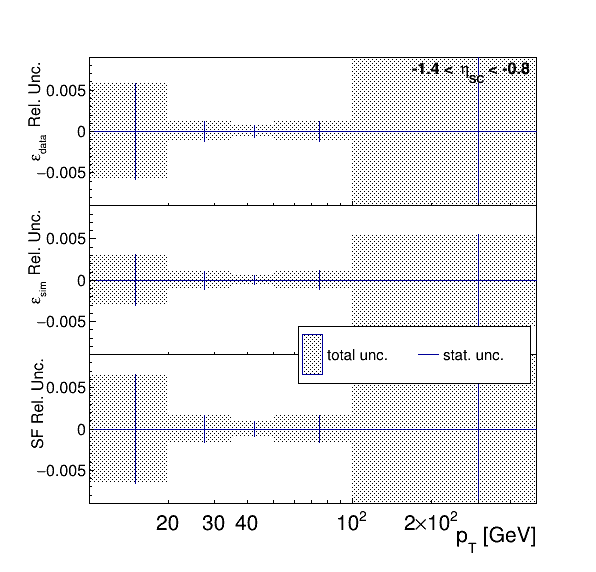 -1.4 < η_SC < -0.8
ε_data Rel. Unc.
0.005
0
−0.005
ε_sim Rel. Unc.
0.005
0
−0.005
total unc.
stat. unc.
SF Rel. Unc.
0.005
0
−0.005
20 30 40 10² 2×10²
p_T [GeV]